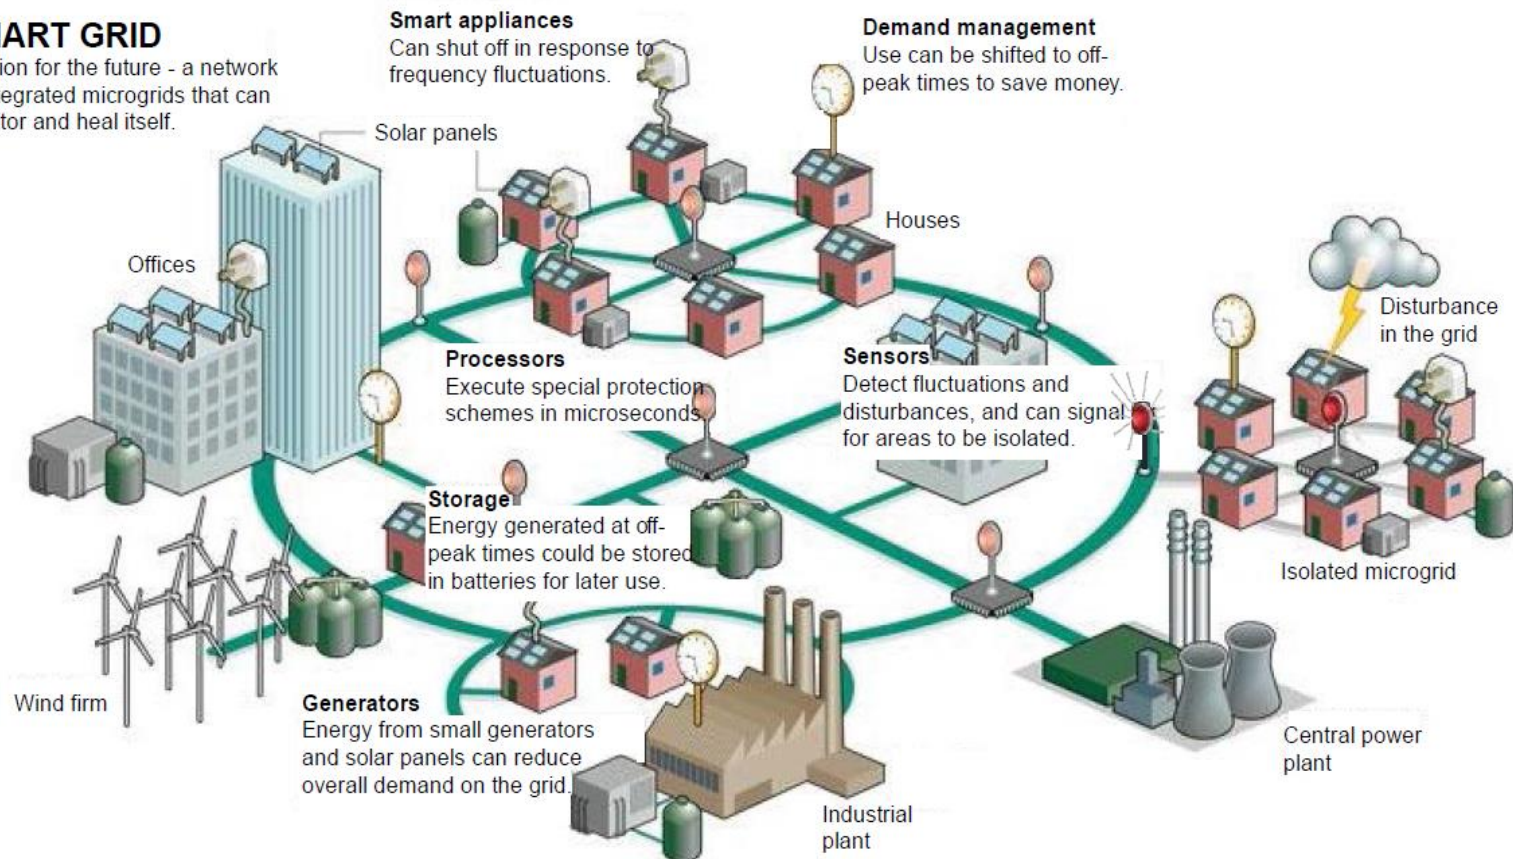 MART GRID
ion for the future - a network
egrated microgrids that can
tor and heal itself.
Smart appliances
Can shut off in response to
frequency fluctuations.
Demand management
Use can be shifted to off-
peak times to save money.
Solar panels
Houses
Offices
Disturbance
in the grid
Processors
Execute special protection
schemes in microseconds
Sensors
Detect fluctuations and
disturbances, and can signal
for areas to be isolated.
Storage
Energy generated at off-
peak times could be stored
in batteries for later use.
Isolated microgrid
Wind firm
Generators
Energy from small generators
and solar panels can reduce
overall demand on the grid.
Central power
plant
Industrial
plant